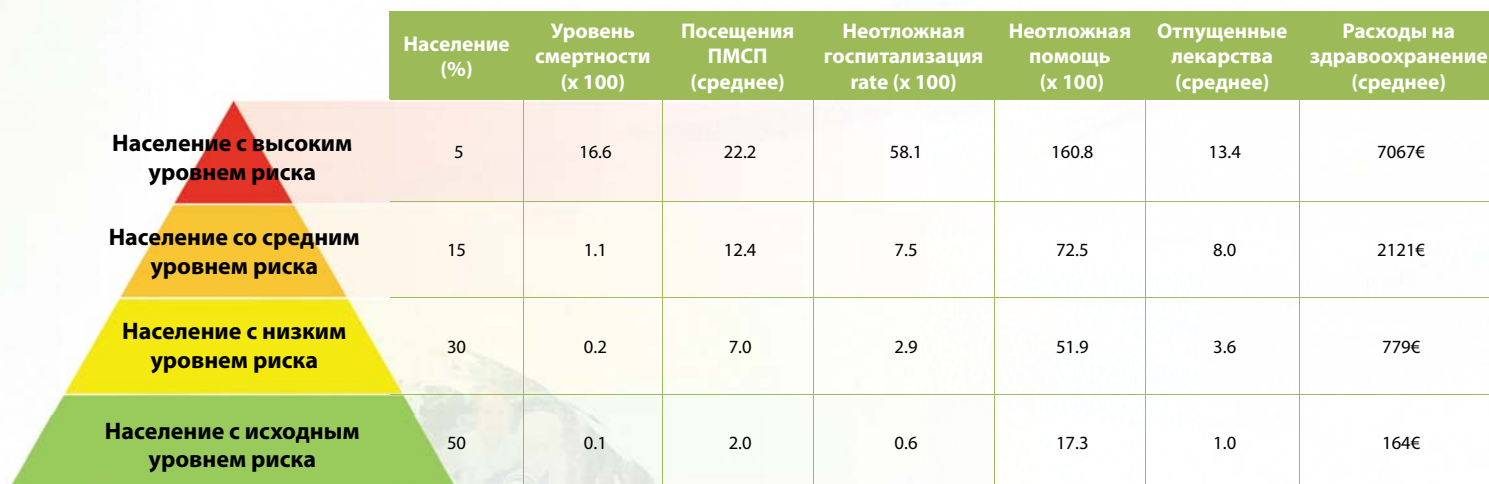 Население
(%)
Уровень
смертности
(x 100)
Посещения
ПМСП
(среднее)
Неотложная
госпитализация
rate (x 100)
Неотложная
помощь
(x 100)
Отпущенные
лекарства
(среднее)
Расходы на
здравоохранение
(среднее)
Население с высоким
уровнем риска
5 16.6 22.2 58.1 160.8 13.4 7067€
Население со средним
уровнем риска
15 1.1 12.4 7.5 72.5 8.0 2121€
Население с низким
уровнем риска
30 0.2 7.0 2.9 51.9 3.6 779€
Население с исходным
уровнем риска
50 0.1 2.0 0.6 17.3 1.0 164€